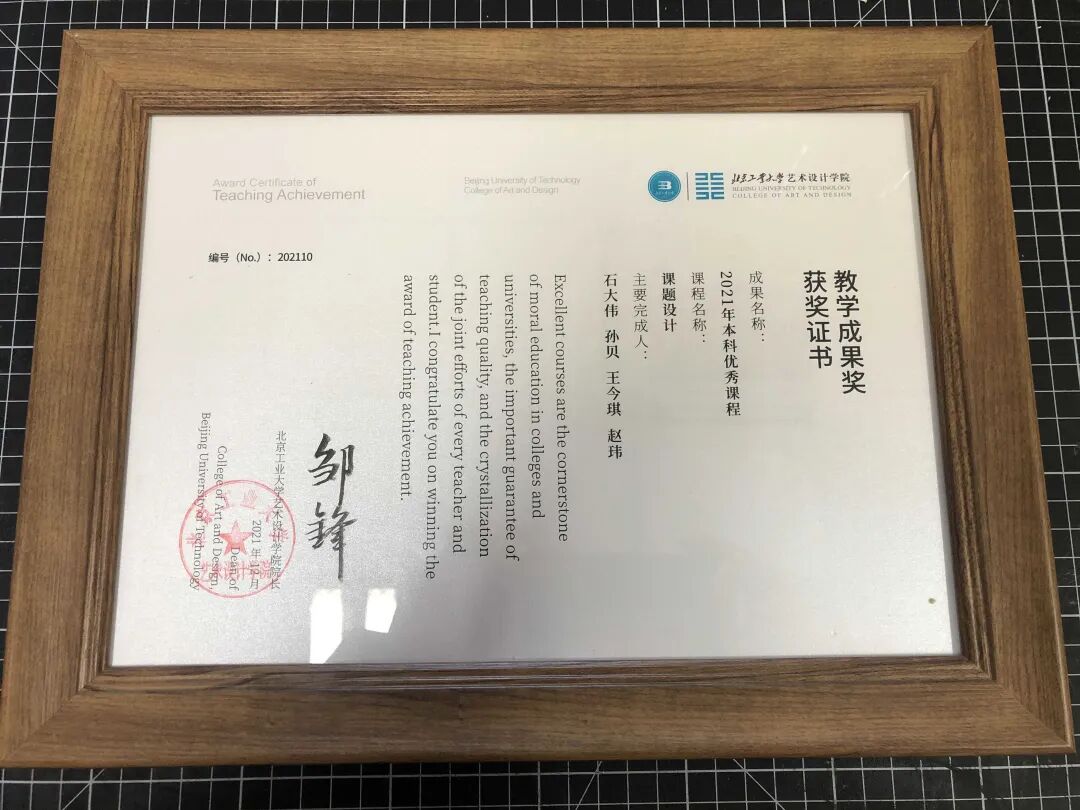 Award Certificate of
Teaching Achievement
Beijing University of Technology
College of Art and Design
北京工业大学艺术设计学院
BEIJING UNIVERSITY OF TECHNOLOGY
COLLEGE OF ART AND DESIGN
编号（No.）：202110
教学成果奖
获奖证书
成果名称：
2021年本科优秀课程
课程名称：
课题设计
主要完成人：
石大伟 孙贝 王今琪 赵玮
Excellent courses are the cornerstone
of moral education in colleges and
universities, the important guarantee of
teaching quality, and the crystallization
of the joint efforts of every teacher and
student.I congratulate you on winning the
award of teaching achievement.
邹锋
北京工业大学艺术设计学院院长
2021年12月
Dean of
College of Art and Design,
Beijing University of Technology